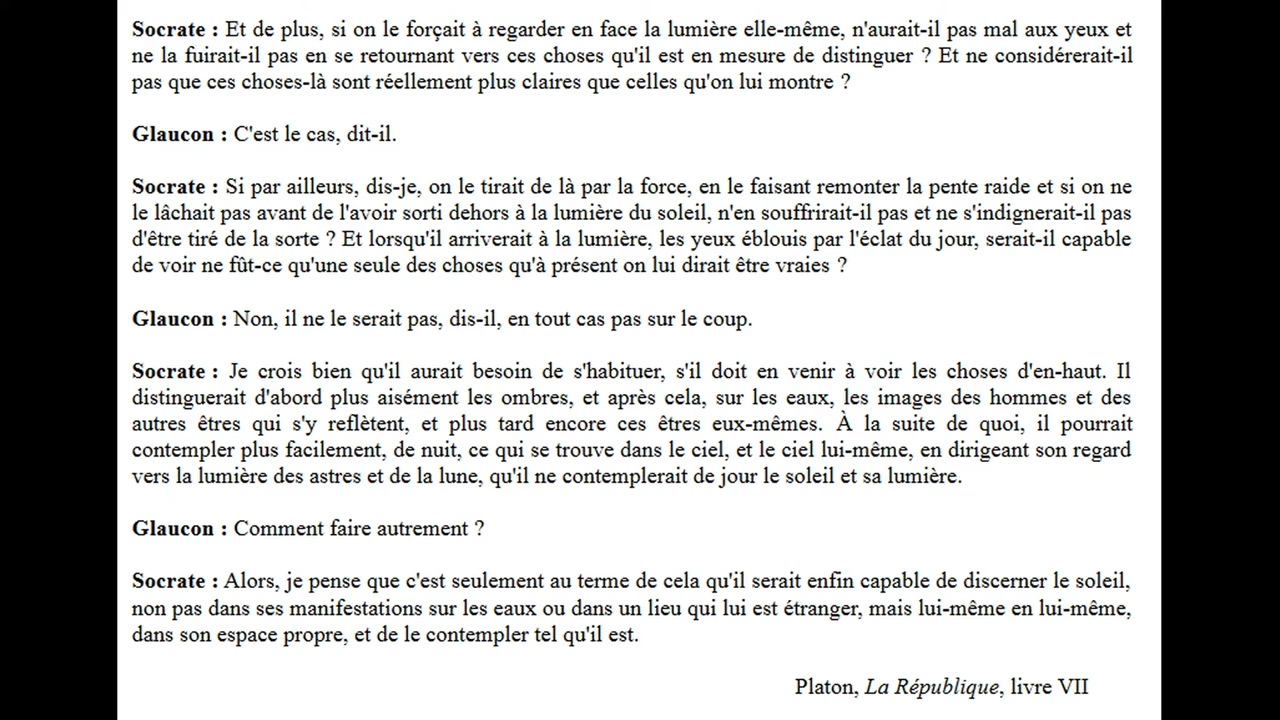 Socrate : Et de plus, si on le forçait à regarder en face la lumière elle-même, n'aurait-il pas mal aux yeux et
ne la fuirait-il pas en se retournant vers ces choses qu'il est en mesure de distinguer ? Et ne considérerait-il
pas que ces choses-là sont réellement plus claires que celles qu'on lui montre ?
Glaucon : C'est le cas, dit-il.
Socrate : Si par ailleurs, dis-je, on le tirait de là par la force, en le faisant remonter la pente raide et si on ne
le lâchait pas avant de l'avoir sorti dehors à la lumière du soleil, n'en souffrirait-il pas et ne s'indignerait-il pas
d'être tiré de la sorte ? Et lorsqu'il arriverait à la lumière, les yeux éblouis par l'éclat du jour, serait-il capable
de voir ne fût-ce qu'une seule des choses qu'à présent on lui dirait être vraies ?
Glaucon : Non, il ne le serait pas, dis-il, en tout cas pas sur le coup.
Socrate : Je crois bien qu'il aurait besoin de s'habituer, s'il doit en venir à voir les choses d'en-haut. Il
distinguerait d'abord plus aisément les ombres, et après cela, sur les eaux, les images des hommes et des
autres êtres qui s'y reflètent, et plus tard encore ces êtres eux-mêmes. À la suite de quoi, il pourrait
contempler plus facilement, de nuit, ce qui se trouve dans le ciel, et le ciel lui-même, en dirigeant son regard
vers la lumière des astres et de la lune, qu'il ne contemplerait de jour le soleil et sa lumière.
Glaucon : Comment faire autrement ?
Socrate : Alors, je pense que c'est seulement au terme de cela qu'il serait enfin capable de discerner le soleil,
non pas dans ses manifestations sur les eaux ou dans un lieu qui lui est étranger, mais lui-même en lui-même,
dans son espace propre, et de le contempler tel qu'il est.
Platon, La République, livre VII